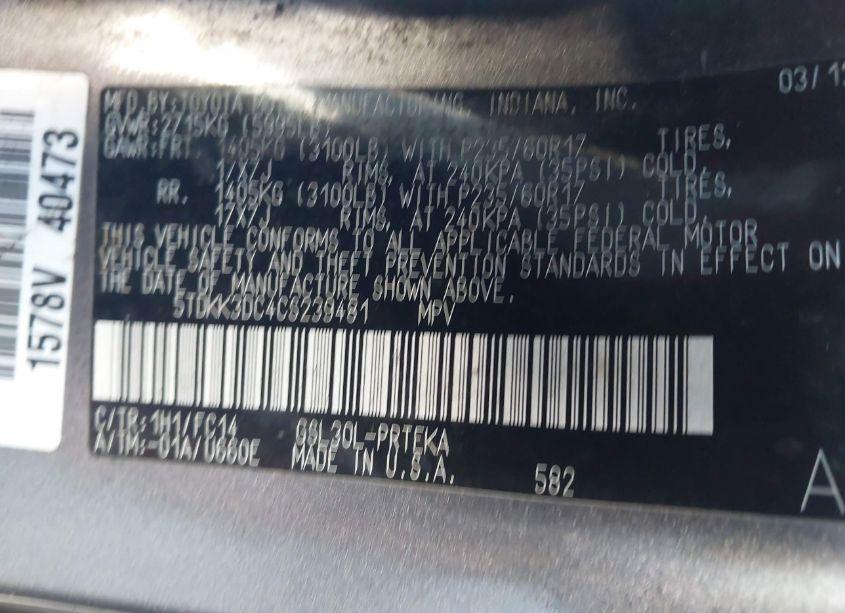 MFD. BY: TOYOTA MOTOR MANUFACTURING, INDIANA, INC. 03/1
GVWR: 2715KG (5985LB)
GAWR: FRT. 1405KG (3100LB) WITH P235/60R17 TIRES,
17X7J RIMS, AT 240KPA (35PSI) COLD.
RR. 1405KG (3100LB) WITH P235/60R17 TIRES,
17X7J RIMS, AT 240KPA (35PSI) COLD.
THIS VEHICLE CONFORMS TO ALL APPLICABLE FEDERAL MOTOR
VEHICLE SAFETY AND THEFT PREVENTION STANDARDS IN EFFECT ON
THE DATE OF MANUFACTURE SHOWN ABOVE.
5TDKK3DC4CS239481 MPV
C/TR: 1H1/FC14 GSL30L-PRTEKA
A/TM: -01A/U660E MADE IN U.S.A. 582
A
1578V 40473